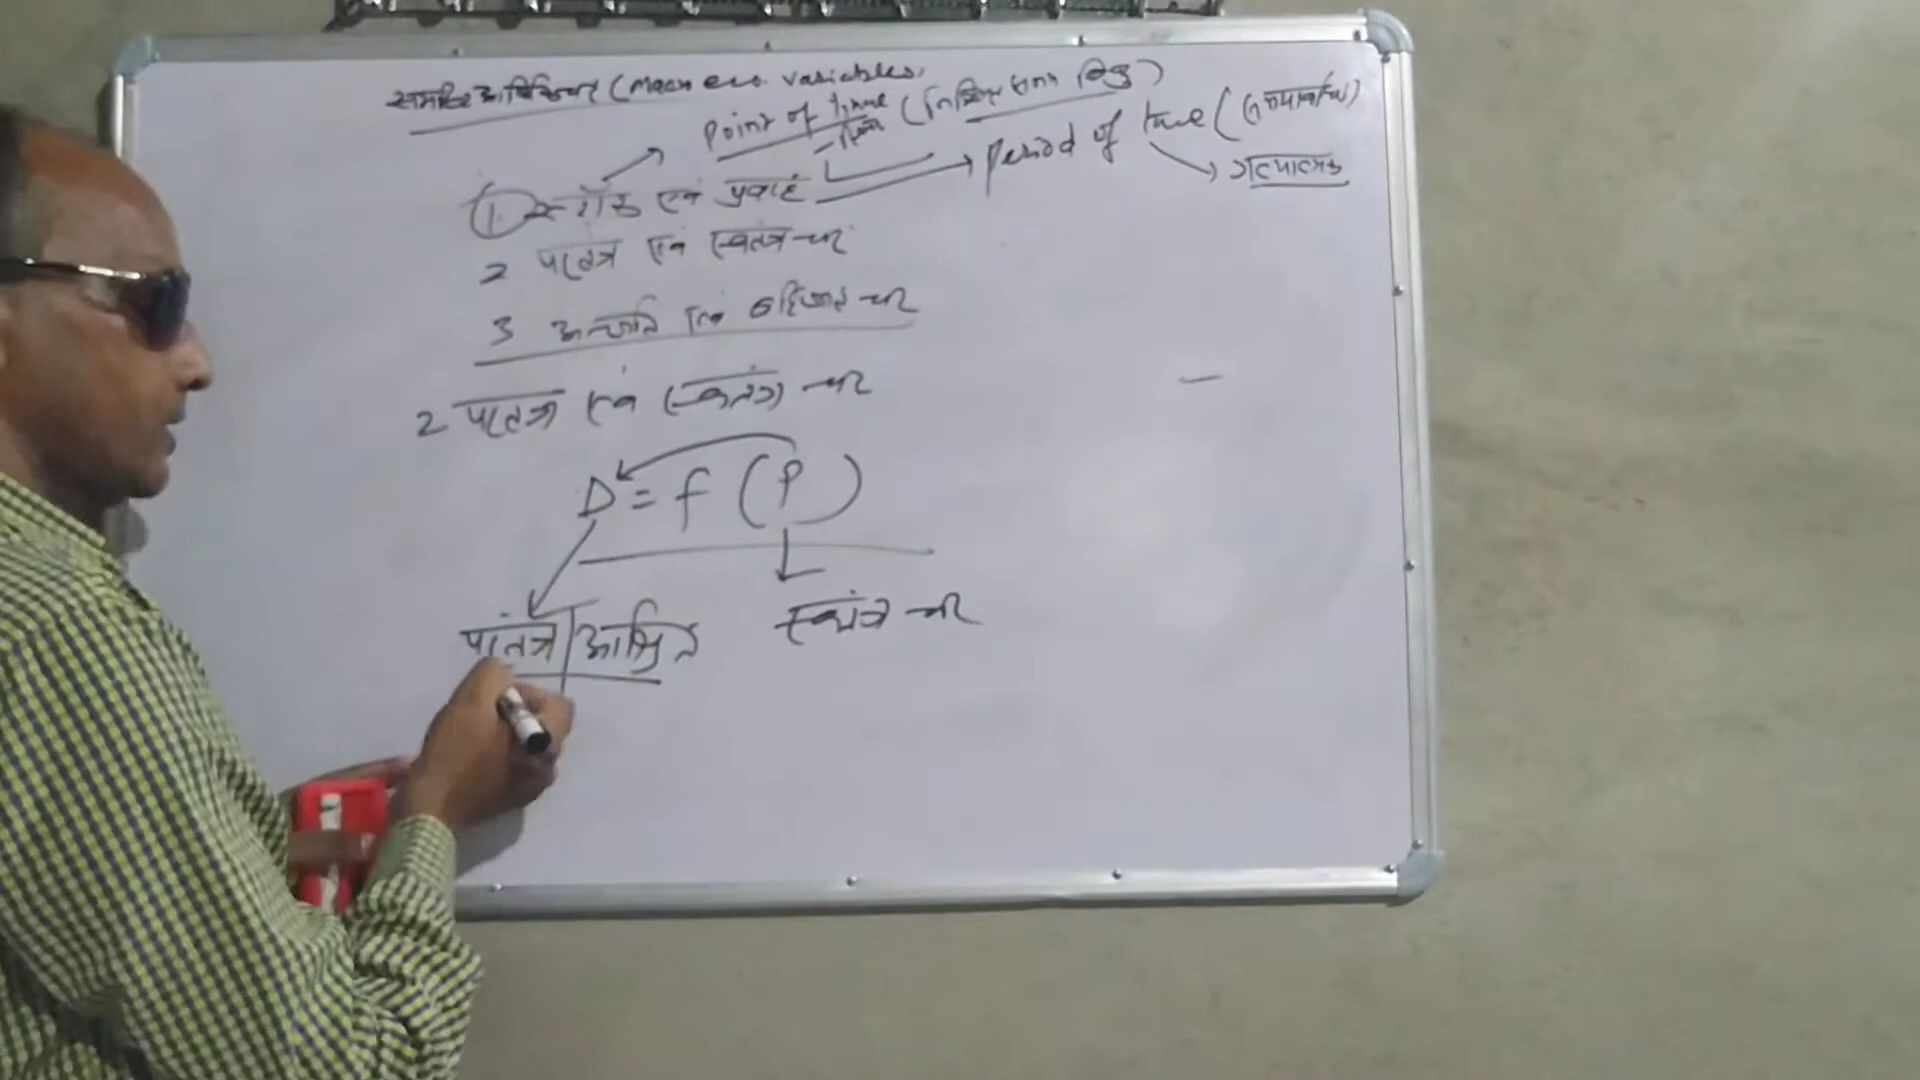 समष्टि आर्थिक चर (Macro eco. variables,
Point of time (निश्चित समय बिन्दु)
स्थिर
Period of time (समयावधि)
गत्यात्मक
1 स्टॉक एवं प्रवाह
2 परतंत्र एवं स्वतंत्र चर
3 अन्तर्जात एवं बहिर्जात चर
2 परतंत्र एवं (स्वतंत्र) चर
D = f (P)
परतंत्र/आश्रित स्वतंत्र चर